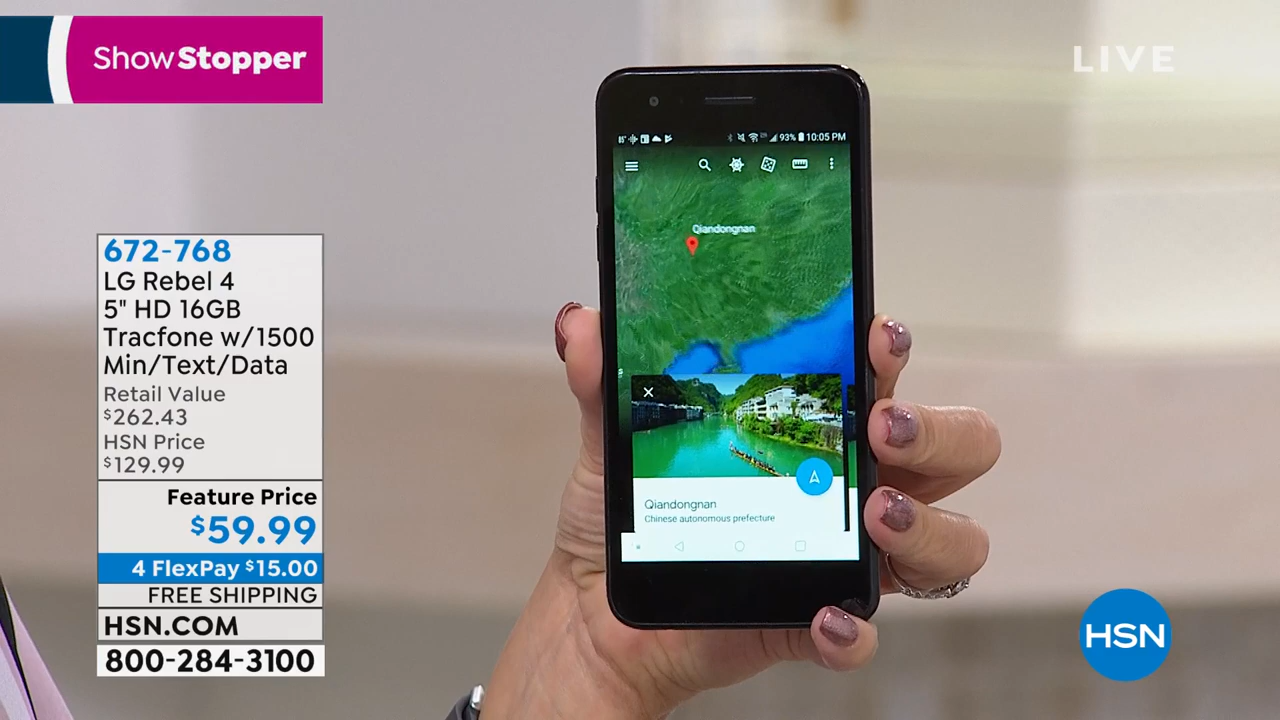 ShowStopper
LIVE
93% 10:05 PM
Qiandongnan
Qiandongnan
Chinese autonomous prefecture
672-768
LG Rebel 4
5" HD 16GB
Tracfone w/1500
Min/Text/Data
Retail Value
$262.43
HSN Price
$129.99
Feature Price
$59.99
4 FlexPay $15.00
FREE SHIPPING
HSN.COM
800-284-3100
HSN